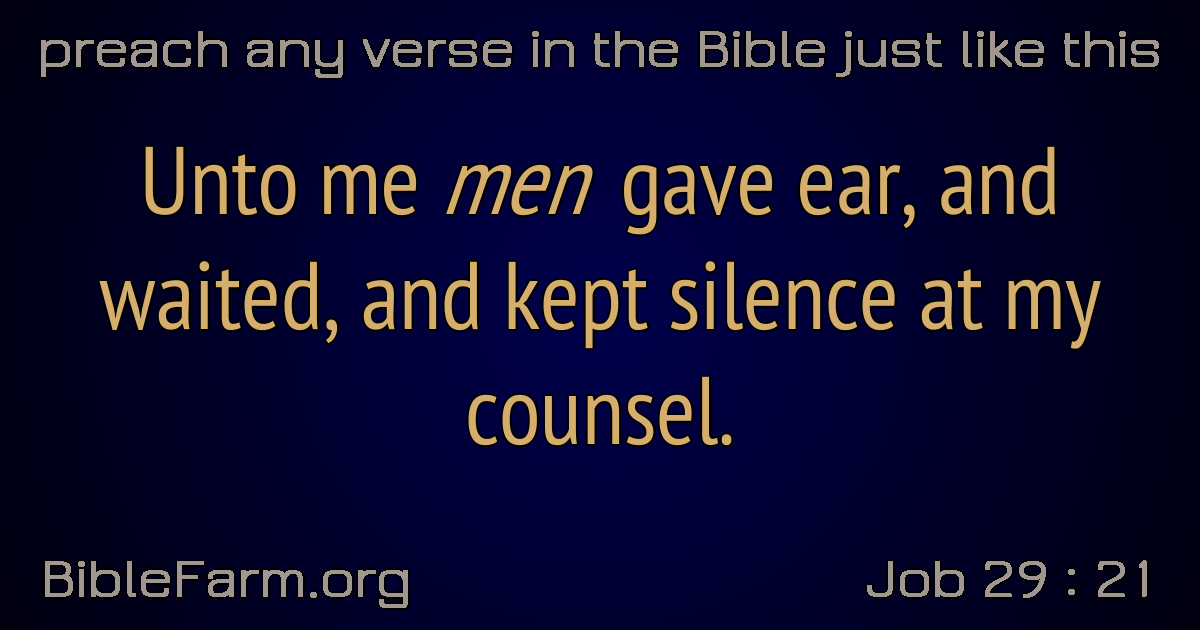 preach any verse in the Bible just like this
Unto me men gave ear, and
waited, and kept silence at my
counsel.
BibleFarm.org
Job 29 : 21